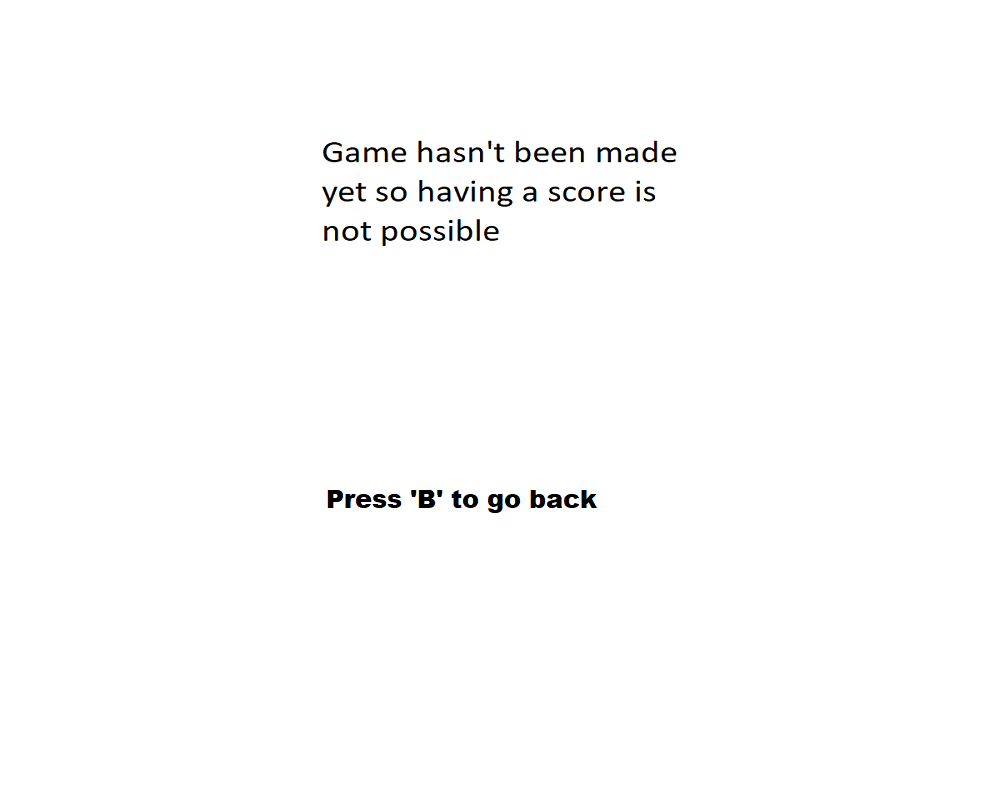 Game hasn't been made
yet so having a score is
not possible
Press 'B' to go back